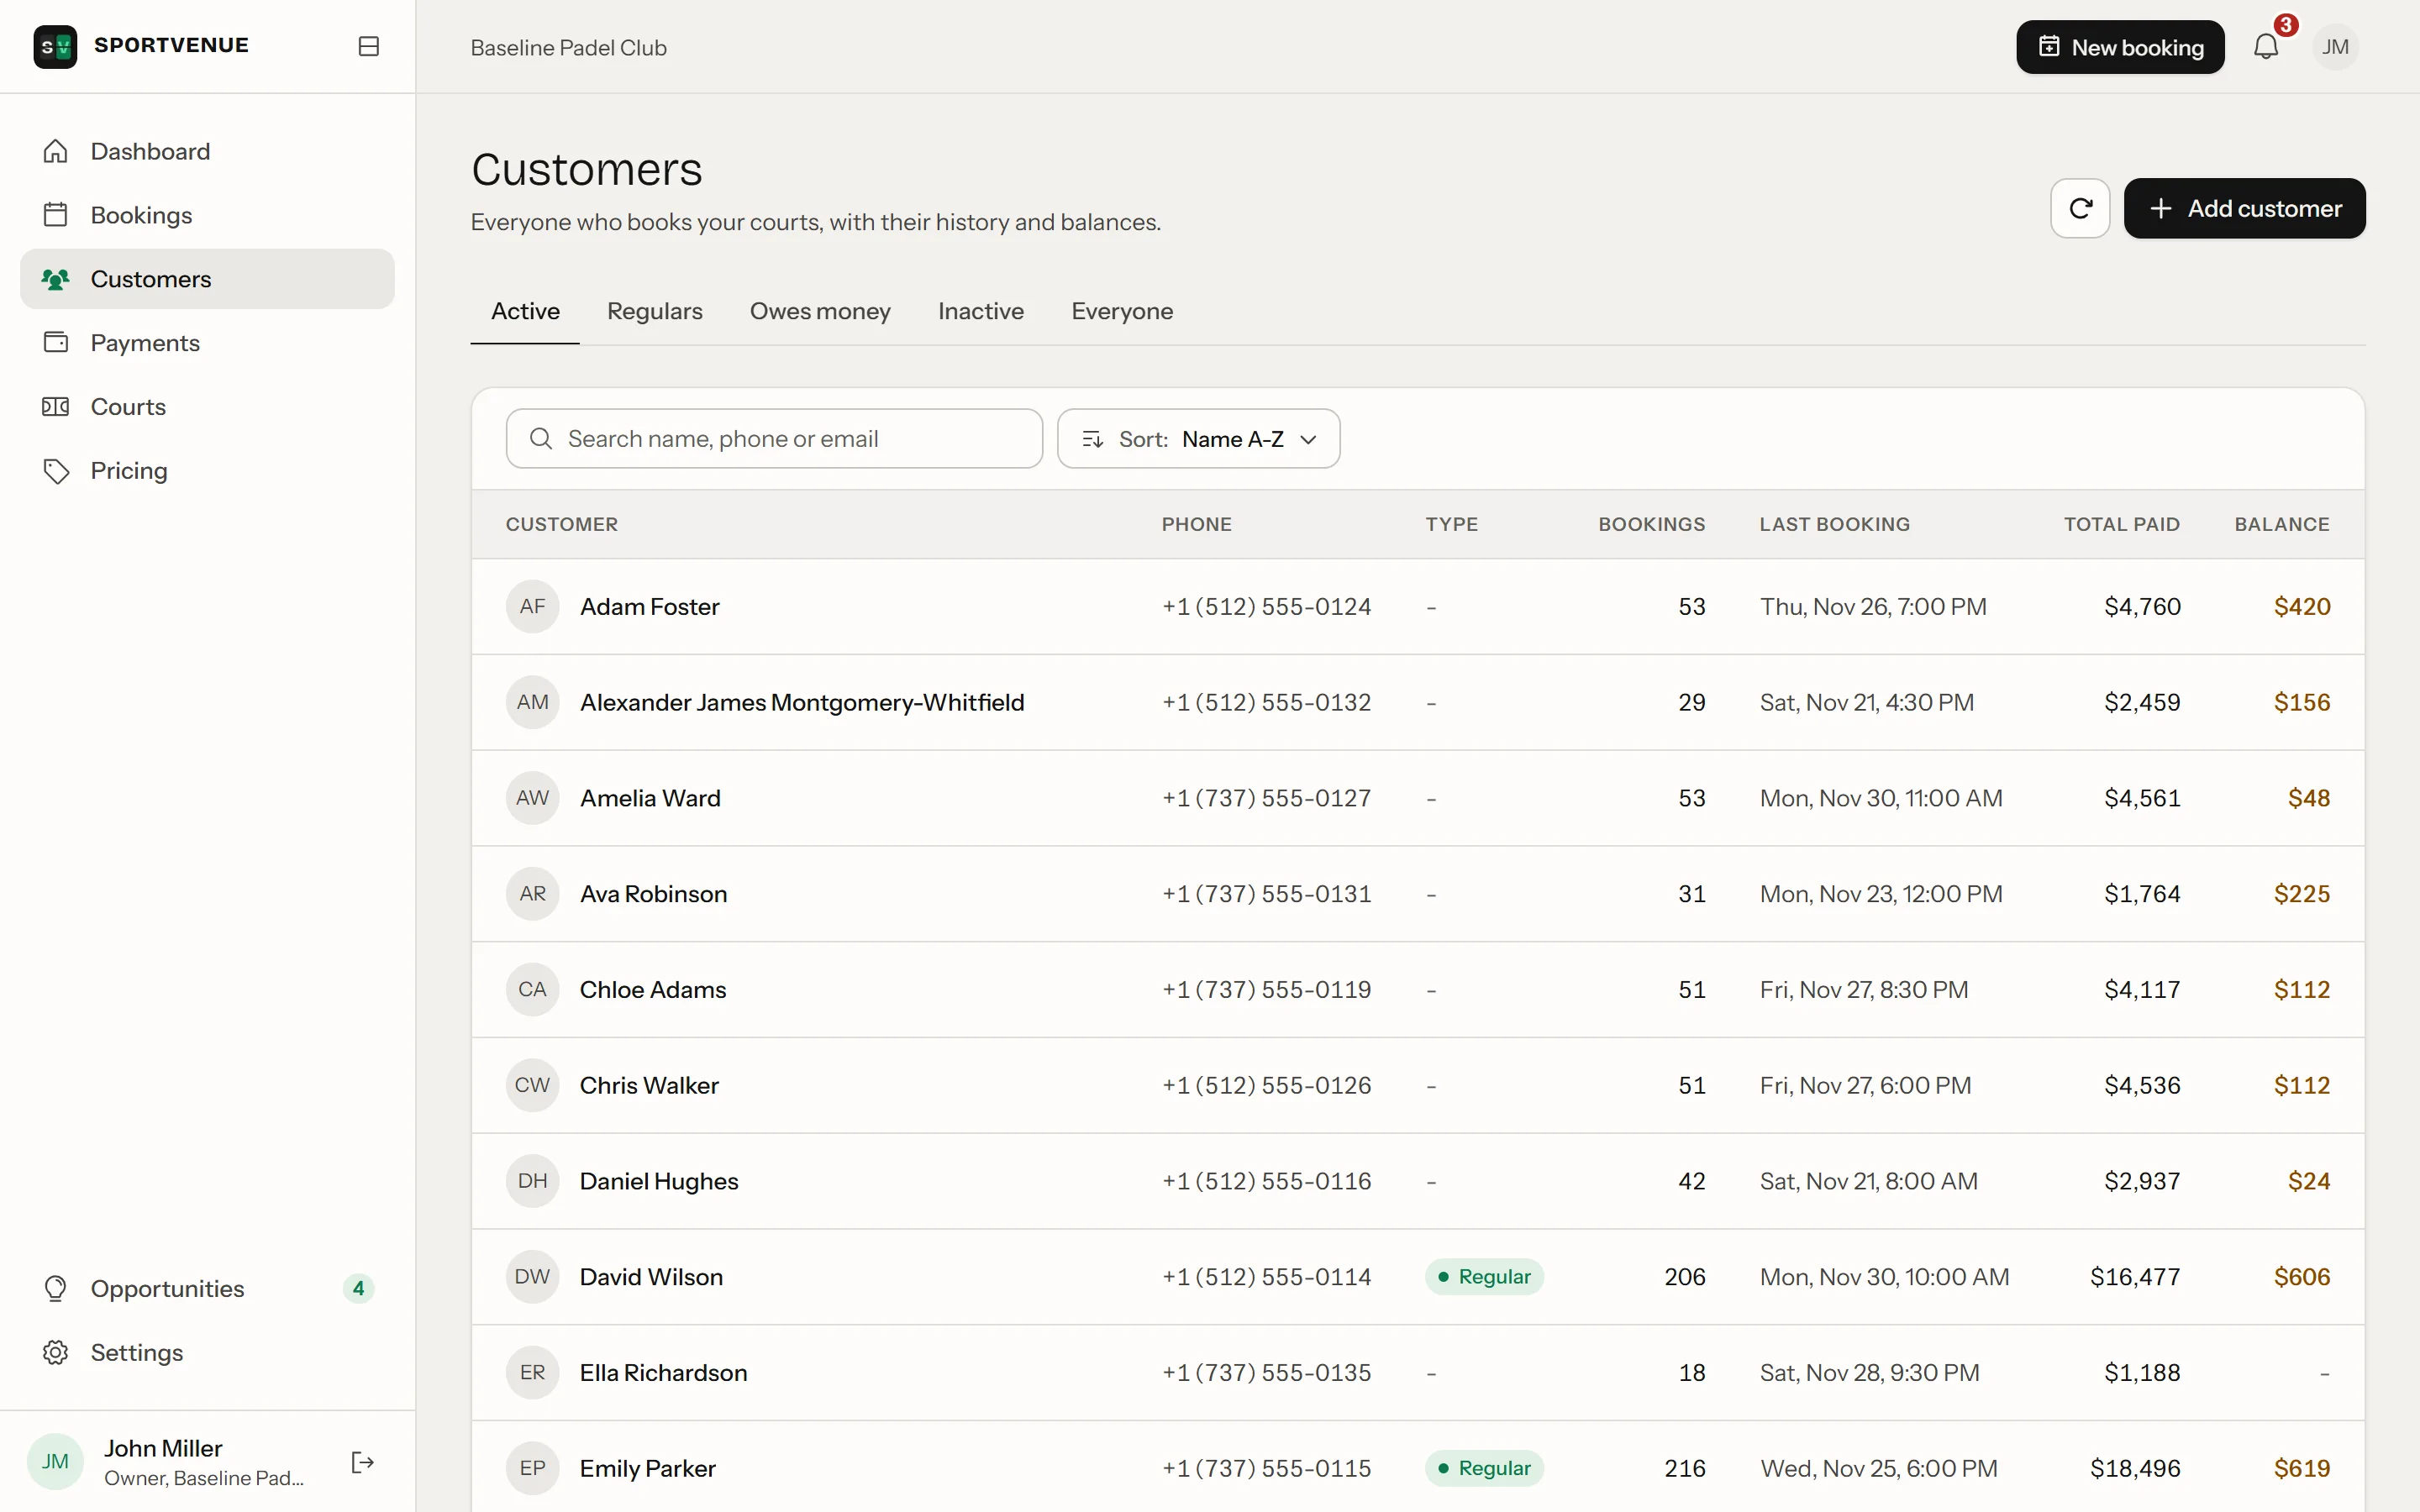 SV SPORTVENUE
Baseline Padel Club
New booking
3
JM
Dashboard
Bookings
Customers
Payments
Courts
Pricing
Opportunities 4
Settings
JM
John Miller
Owner, Baseline Pad...
Customers
Everyone who books your courts, with their history and balances.
Add customer
Active Regulars Owes money Inactive Everyone
Search name, phone or email
Sort: Name A-Z
CUSTOMER PHONE TYPE BOOKINGS LAST BOOKING TOTAL PAID BALANCE
AF Adam Foster +1 (512) 555-0124 - 53 Thu, Nov 26, 7:00 PM $4,760 $420
AM Alexander James Montgomery-Whitfield +1 (512) 555-0132 - 29 Sat, Nov 21, 4:30 PM $2,459 $156
AW Amelia Ward +1 (737) 555-0127 - 53 Mon, Nov 30, 11:00 AM $4,561 $48
AR Ava Robinson +1 (737) 555-0131 - 31 Mon, Nov 23, 12:00 PM $1,764 $225
CA Chloe Adams +1 (737) 555-0119 - 51 Fri, Nov 27, 8:30 PM $4,117 $112
CW Chris Walker +1 (512) 555-0126 - 51 Fri, Nov 27, 6:00 PM $4,536 $112
DH Daniel Hughes +1 (512) 555-0116 - 42 Sat, Nov 21, 8:00 AM $2,937 $24
DW David Wilson +1 (512) 555-0114 Regular 206 Mon, Nov 30, 10:00 AM $16,477 $606
ER Ella Richardson +1 (737) 555-0135 - 18 Sat, Nov 28, 9:30 PM $1,188 -
EP Emily Parker +1 (737) 555-0115 Regular 216 Wed, Nov 25, 6:00 PM $18,496 $619